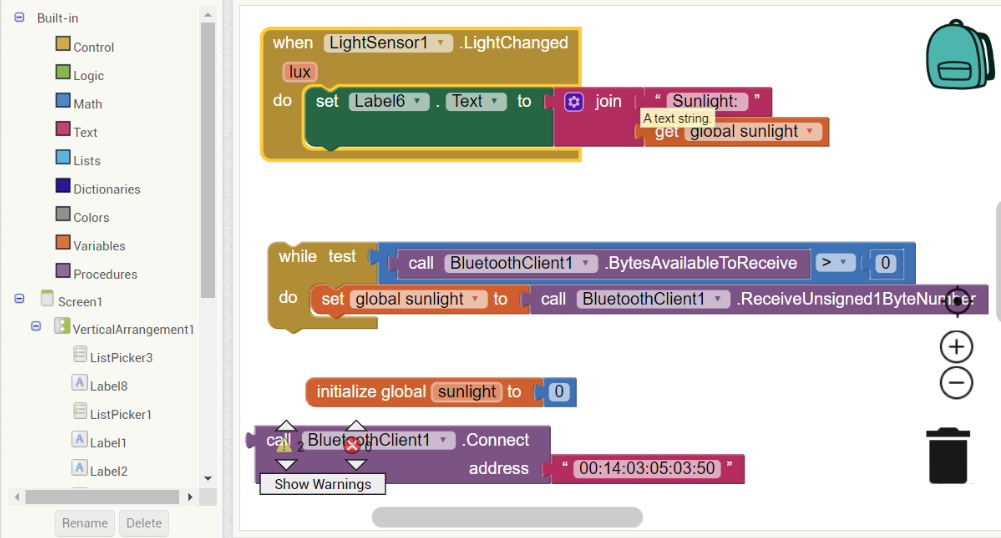 Built-in
Control
Logic
Math
Text
Lists
Dictionaries
Colors
Variables
Procedures
Screen1
VerticalArrangement1
ListPicker3
Label8
ListPicker1
Label1
Label2
Rename Delete
when LightSensor1 .LightChanged
lux
do set Label6 . Text to join “ Sunlight: ”
A text string.
get global sunlight
while test call BluetoothClient1 .BytesAvailableToReceive > 0
do set global sunlight to call BluetoothClient1 .ReceiveUnsigned1ByteNumber
initialize global sunlight to 0
call BluetoothClient1 .Connect
2 0
address “ 00:14:03:05:03:50 ”
Show Warnings